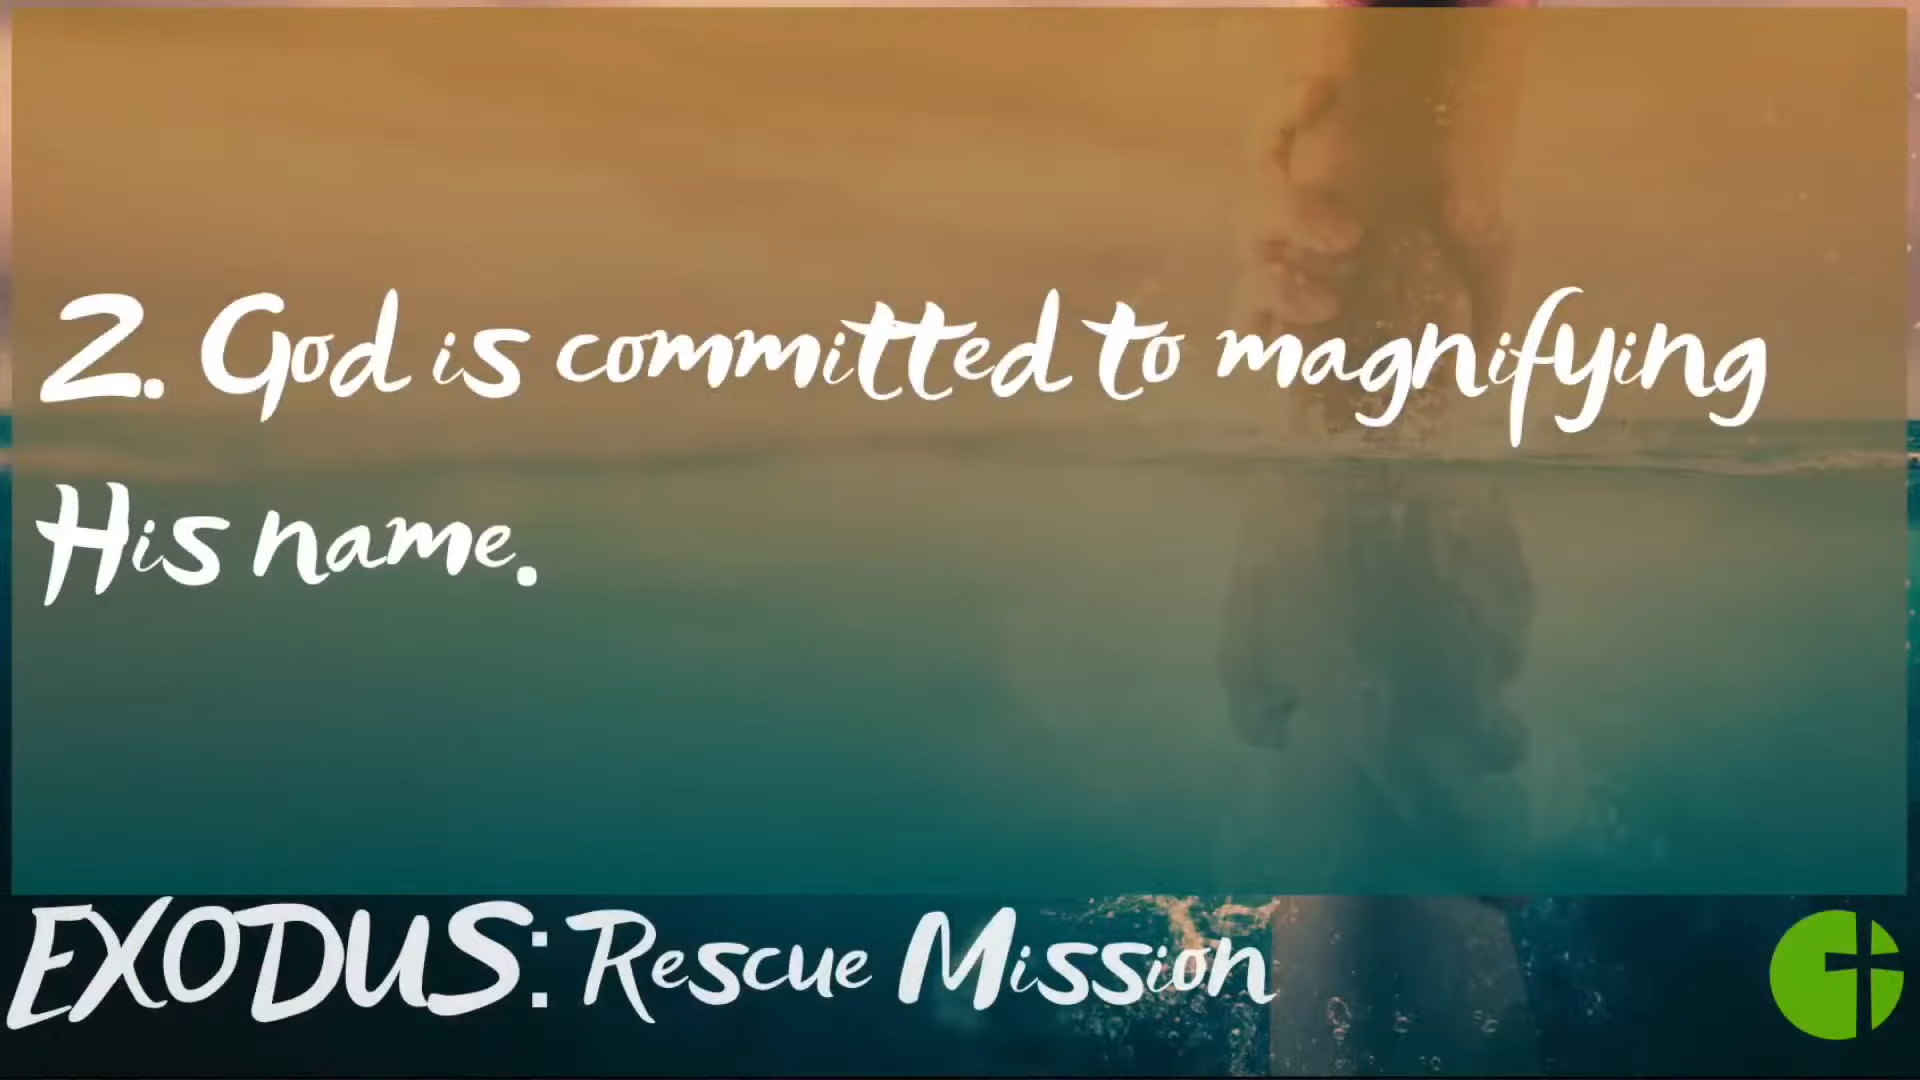 2. God is committed to magnifying
His name.
EXODUS: Rescue Mission